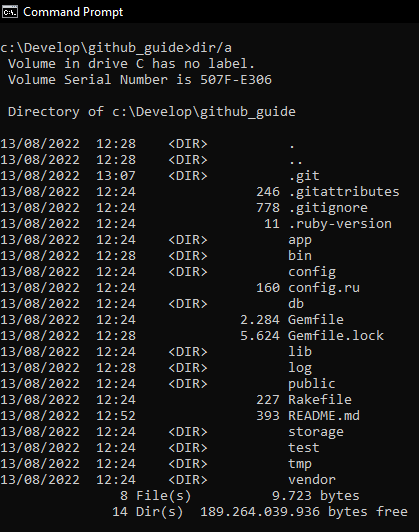 Command Prompt
c:\Develop\github_guide>dir/a
 Volume in drive C has no label.
 Volume Serial Number is 507F-E306
 Directory of c:\Develop\github_guide
13/08/2022  12:28    <DIR>          .
13/08/2022  12:28    <DIR>          ..
13/08/2022  13:07    <DIR>          .git
13/08/2022  12:24               246 .gitattributes
13/08/2022  12:24               778 .gitignore
13/08/2022  12:24                11 .ruby-version
13/08/2022  12:24    <DIR>          app
13/08/2022  12:28    <DIR>          bin
13/08/2022  12:24    <DIR>          config
13/08/2022  12:24               160 config.ru
13/08/2022  12:24    <DIR>          db
13/08/2022  12:24             2.284 Gemfile
13/08/2022  12:28             5.624 Gemfile.lock
13/08/2022  12:24    <DIR>          lib
13/08/2022  12:28    <DIR>          log
13/08/2022  12:24    <DIR>          public
13/08/2022  12:24               227 Rakefile
13/08/2022  12:52               393 README.md
13/08/2022  12:24    <DIR>          storage
13/08/2022  12:24    <DIR>          test
13/08/2022  12:24    <DIR>          tmp
13/08/2022  12:24    <DIR>          vendor
               8 File(s)          9.723 bytes
              14 Dir(s)  189.264.039.936 bytes free